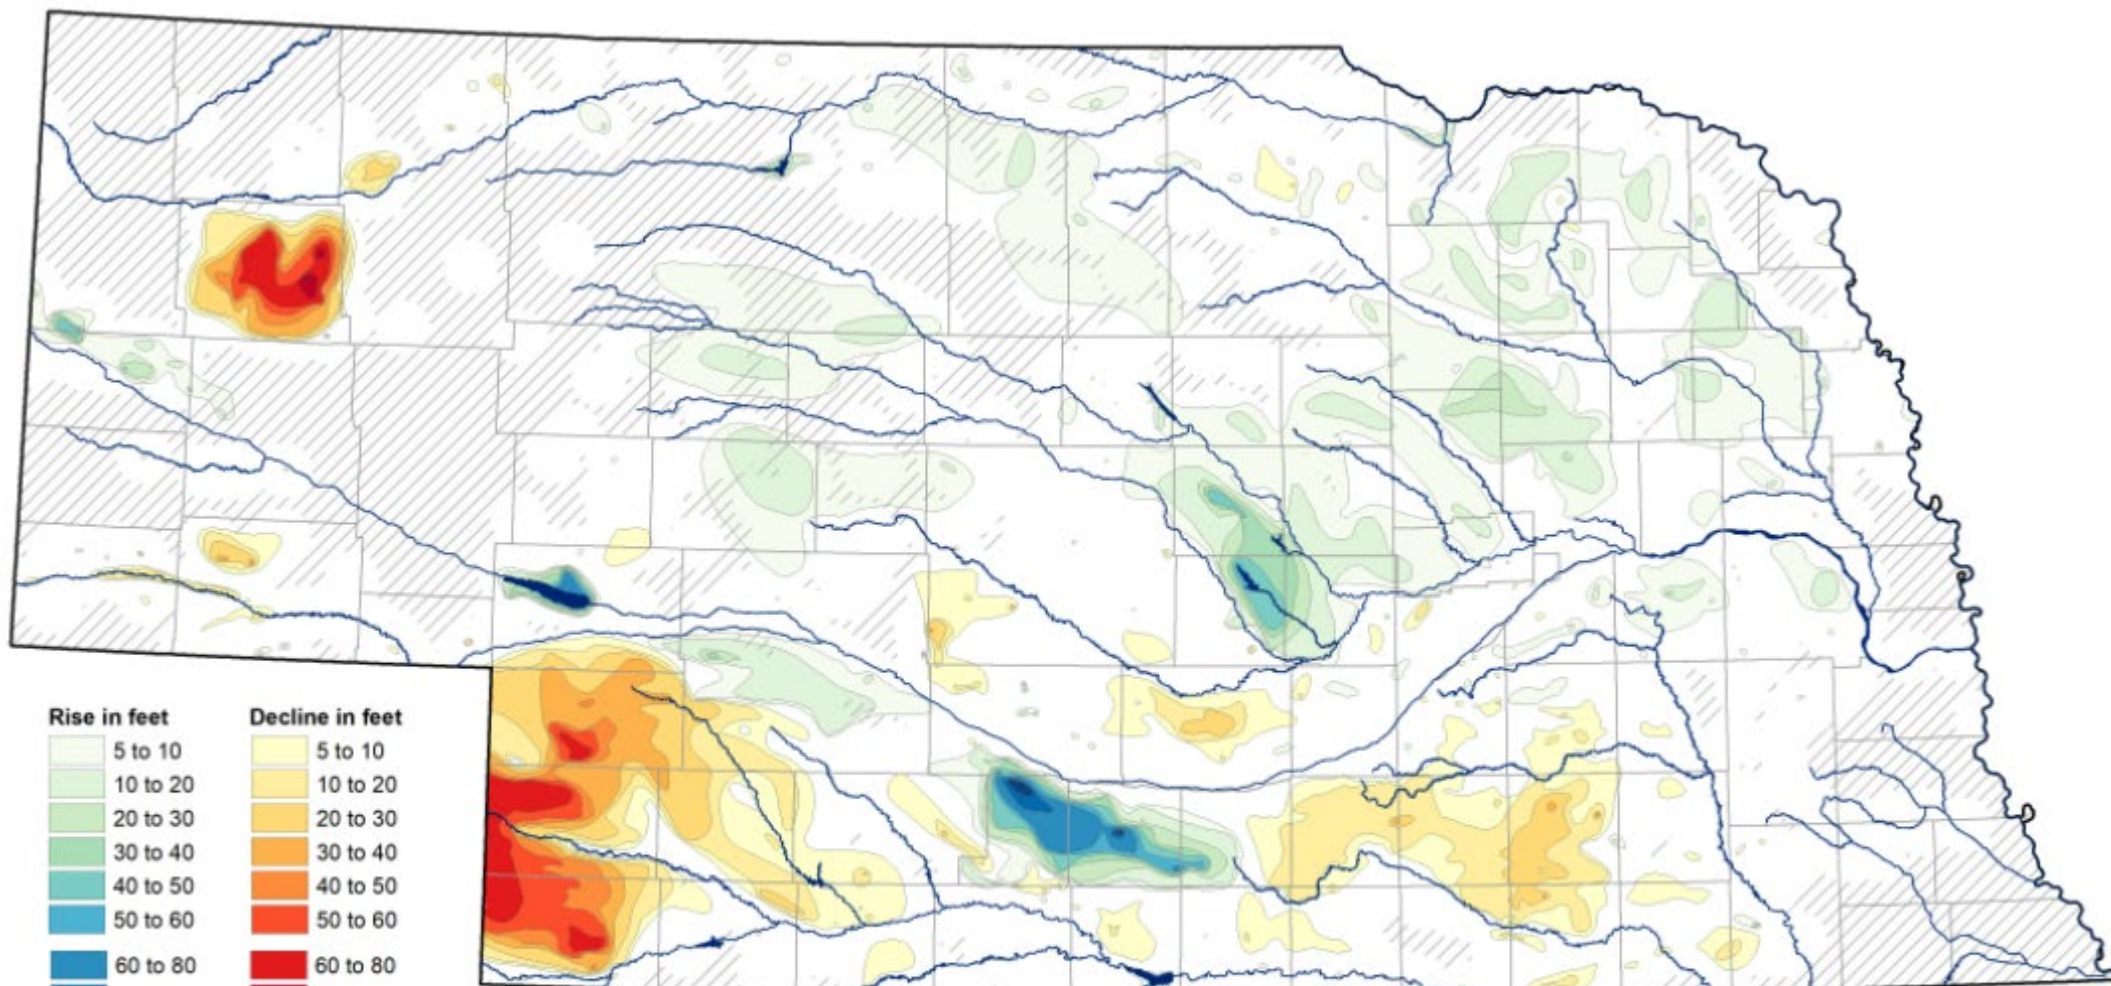 Rise in feet Decline in feet
5 to 10 5 to 10
10 to 20 10 to 20
20 to 30 20 to 30
30 to 40 30 to 40
40 to 50 40 to 50
50 to 60 50 to 60
60 to 80 60 to 80